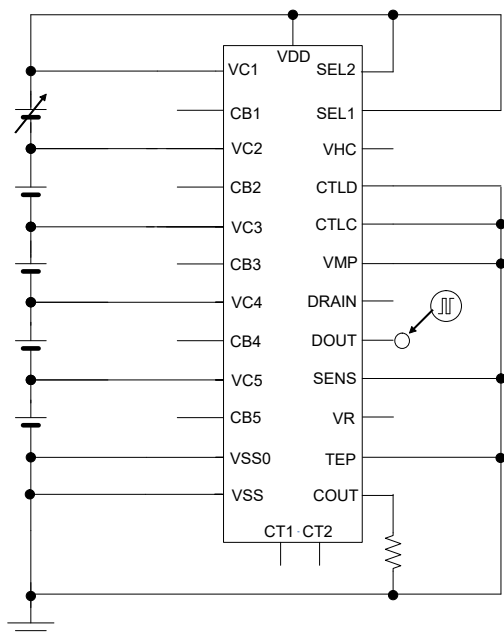 VDD
VC1
SEL2
CB1
SEL1
VC2
VHC
CB2
CTLD
VC3
CTLC
CB3
VMP
VC4
DRAIN
CB4
DOUT
VC5
SENS
CB5
VR
VSS0
TEP
VSS
COUT
CT1 CT2